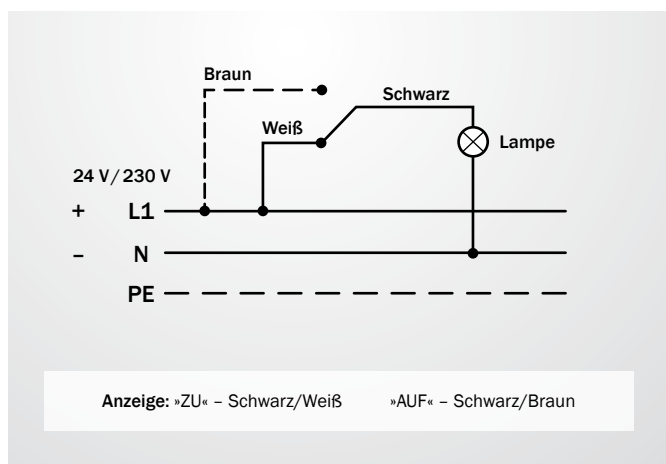 Braun
Schwarz
Weiß
Lampe
24 V / 230 V
+ L1
– N
PE
Anzeige: »ZU« – Schwarz/Weiß »AUF« – Schwarz/Braun